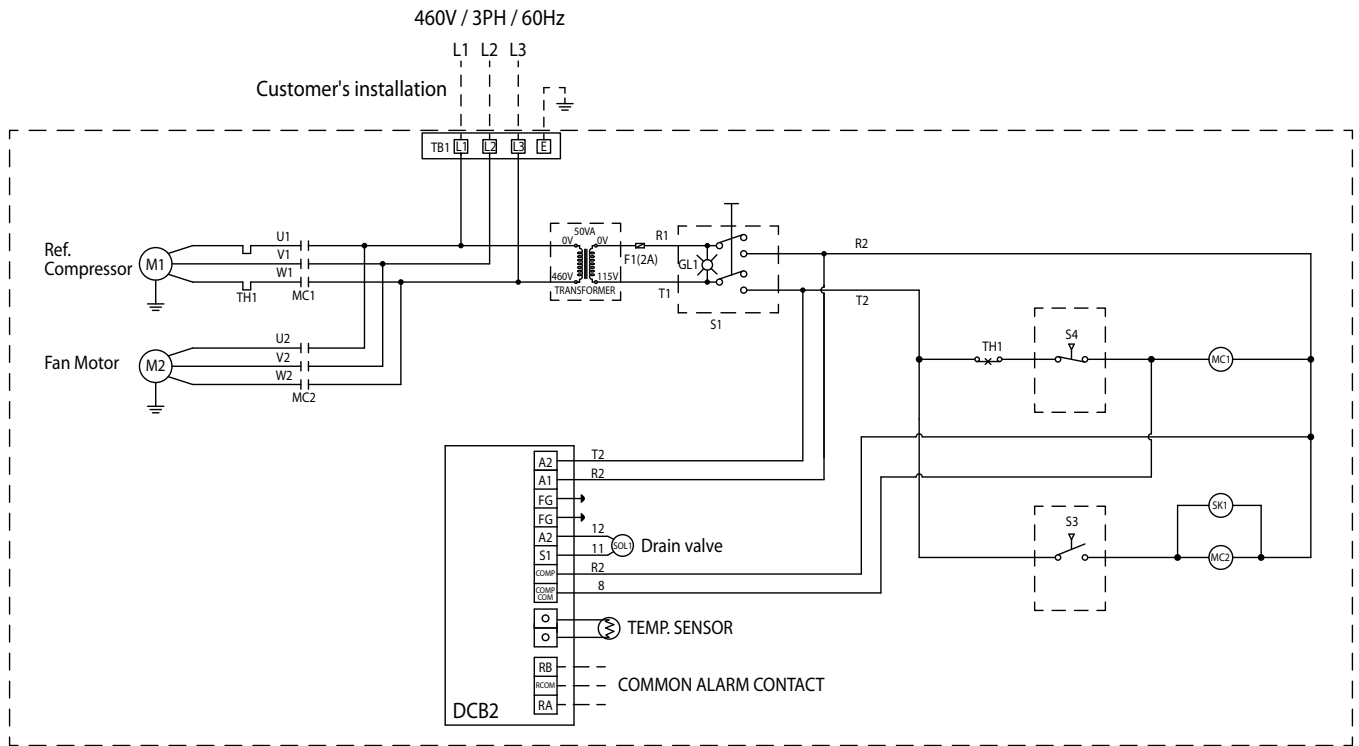 460V / 3PH / 60Hz
L1 L2 L3
Customer's installation
TB1 L1 L2 L3 E
Ref.
Compressor
M1
U1
V1
W1
TH1
MC1
Fan Motor
M2
U2
V2
W2
MC2
50VA
0V 0V
460V 115V
TRANSFORMER
F1(2A)
R1
T1
GL1
S1
R2
T2
TH1
S4
MC1
S3
SK1
MC2
A2 T2
A1 R2
FG
FG
A2 12
SOL1 Drain valve
S1 11
COMP R2
COMP
COM
8
TEMP. SENSOR
RB
RCOM COMMON ALARM CONTACT
RA
DCB2